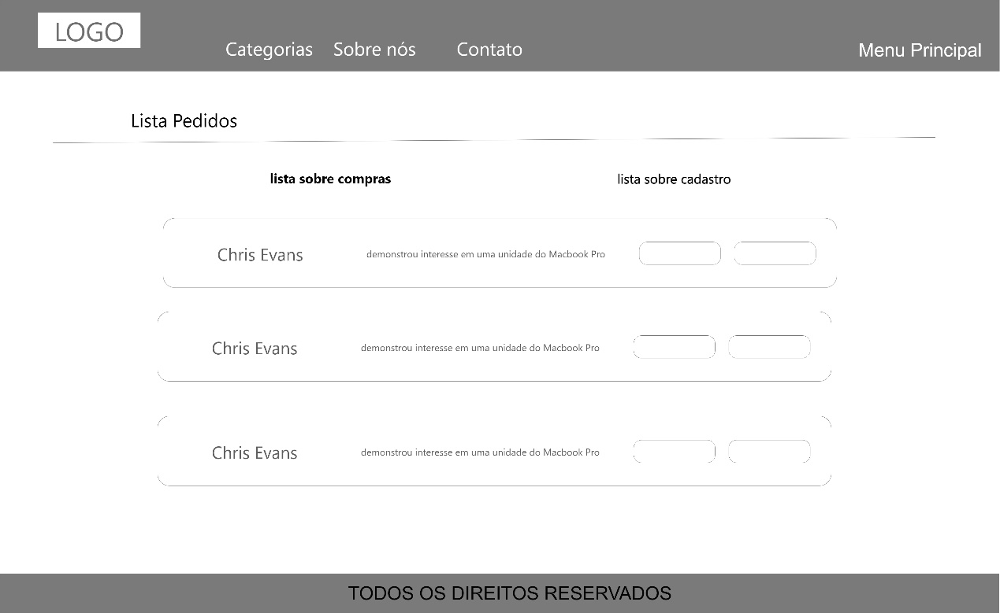 LOGO
Categorias Sobre nós Contato Menu Principal
Lista Pedidos
lista sobre compras lista sobre cadastro
Chris Evans demonstrou interesse em uma unidade do Macbook Pro
Chris Evans demonstrou interesse em uma unidade do Macbook Pro
Chris Evans demonstrou interesse em uma unidade do Macbook Pro
TODOS OS DIREITOS RESERVADOS